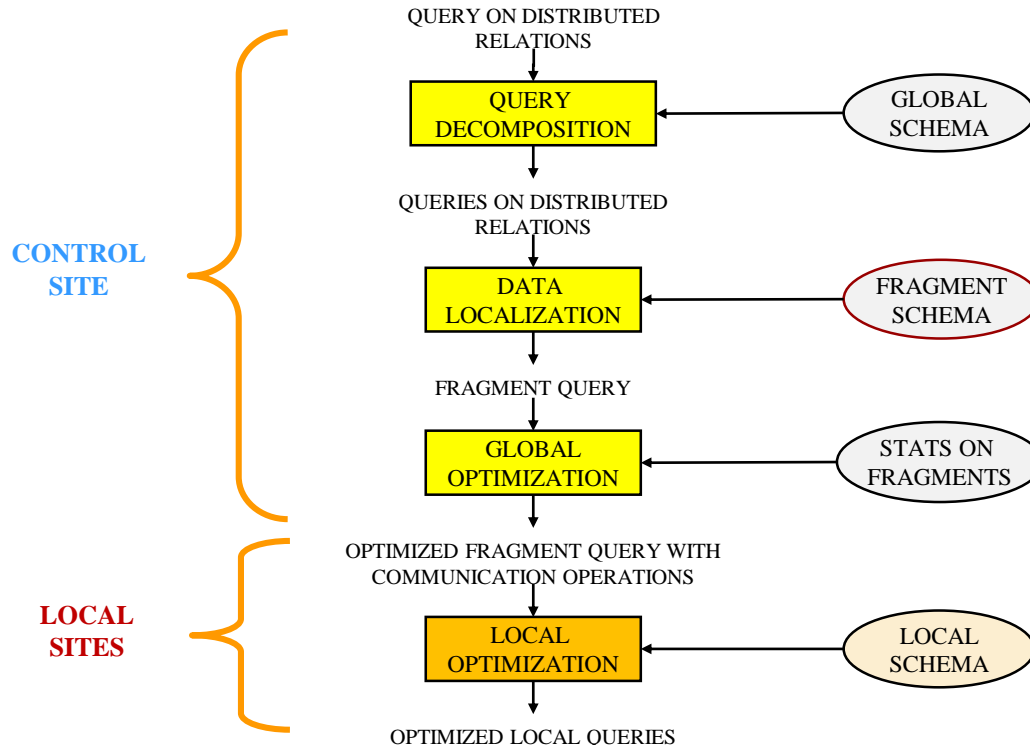 QUERY ON DISTRIBUTED
RELATIONS
QUERY
DECOMPOSITION
GLOBAL
SCHEMA
QUERIES ON DISTRIBUTED
RELATIONS
CONTROL
SITE
DATA
LOCALIZATION
FRAGMENT
SCHEMA
FRAGMENT QUERY
GLOBAL
OPTIMIZATION
STATS ON
FRAGMENTS
OPTIMIZED FRAGMENT QUERY WITH
COMMUNICATION OPERATIONS
LOCAL
SITES
LOCAL
OPTIMIZATION
LOCAL
SCHEMA
OPTIMIZED LOCAL QUERIES